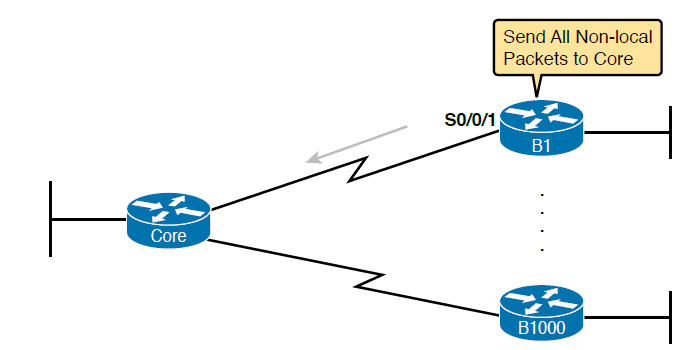 Send All Non-local
Packets to Core
S0/0/1
B1
Core
B1000